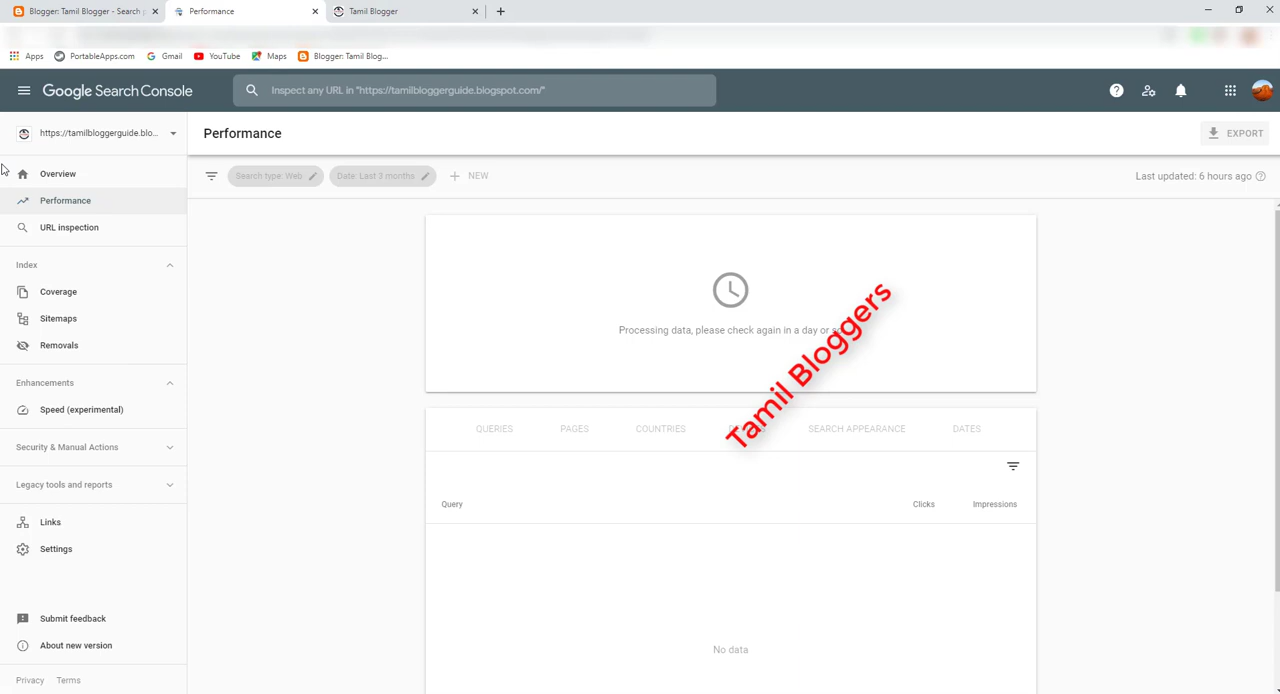 Blogger: Tamil Blogger - Search p
Performance
Tamil Blogger
Apps
PortableApps.com
Gmail
YouTube
Maps
Blogger: Tamil Blog...
Google Search Console
Inspect any URL in "https://tamilbloggerguide.blogspot.com/"
https://tamilbloggerguide.blo...
Performance
EXPORT
Overview
Search type: Web
Date: Last 3 months
NEW
Last updated: 6 hours ago
Performance
URL inspection
Index
Coverage
Sitemaps
Removals
Processing data, please check again in a day or so
Tamil Bloggers
Enhancements
Speed (experimental)
QUERIES
PAGES
COUNTRIES
SEARCH APPEARANCE
DATES
Security & Manual Actions
Legacy tools and reports
Query
Clicks
Impressions
Links
Settings
Submit feedback
About new version
No data
Privacy
Terms